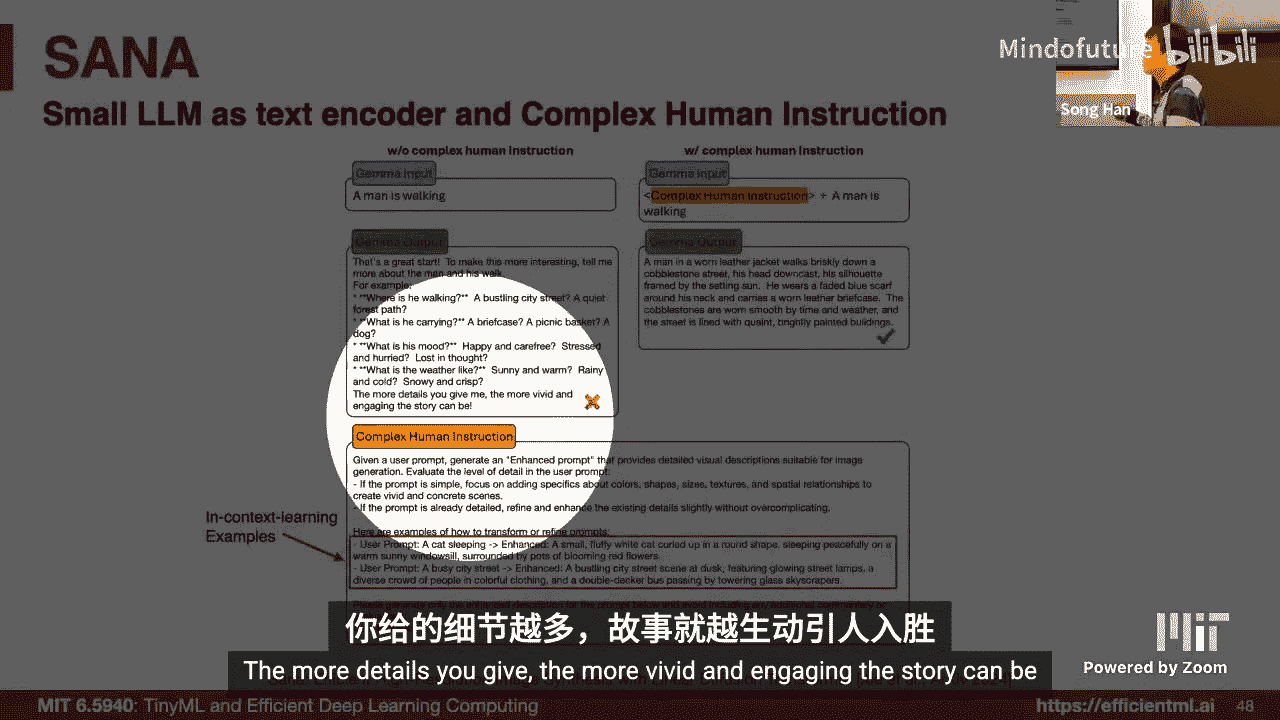 SANA
Mindofuture bilibili
Song Han
Small LLM as text encoder and Complex Human Instruction
w/o complex human Instruction
w/ complex human Instruction
Gemma Input
A man is walking
Gemma Input
<Complex Human Instruction> + A man is
walking
Gemma Output
That's a great start! To make this more interesting, tell me
more about the man and his walk.
For example:
* **Where is he walking?** A bustling city street? A quiet
forest path?
* **What is he carrying?** A briefcase? A picnic basket? A
dog?
* **What is his mood?** Happy and carefree? Stressed
and hurried? Lost in thought?
* **What is the weather like?** Sunny and warm? Rainy
and cold? Snowy and crisp?
The more details you give me, the more vivid and
engaging the story can be!
Gemma Output
A man in a worn leather jacket walks briskly down a
cobblestone street, his head downcast, his silhouette
framed by the setting sun. He wears a faded blue scarf
around his neck and carries a worn leather briefcase. The
cobblestones are worn smooth by time and weather, and
the street is lined with quaint, brightly painted buildings.
Complex Human Instruction
Given a user prompt, generate an "Enhanced prompt" that provides detailed visual descriptions suitable for image
generation. Evaluate the level of detail in the user prompt:
- If the prompt is simple, focus on adding specifics about colors, shapes, sizes, textures, and spatial relationships to
create vivid and concrete scenes.
- If the prompt is already detailed, refine and enhance the existing details slightly without overcomplicating.
Here are examples of how to transform or refine prompts:
In-context-learning
Examples
- User Prompt: A cat sleeping -> Enhanced: A small, fluffy white cat curled up in a round shape, sleeping peacefully on a
warm sunny windowsill, surrounded by pots of blooming red flowers.
- User Prompt: A busy city street -> Enhanced: A bustling city street scene at dusk, featuring glowing street lamps, a
diverse crowd of people in colorful clothing, and a double-decker bus passing by towering glass skyscrapers.
你给的细节越多，故事就越生动引人入胜
The more details you give, the more vivid and engaging the story can be
MIT
Powered by Zoom
MIT 6.5940: TinyML and Efficient Deep Learning Computing
https://efficientml.ai
48